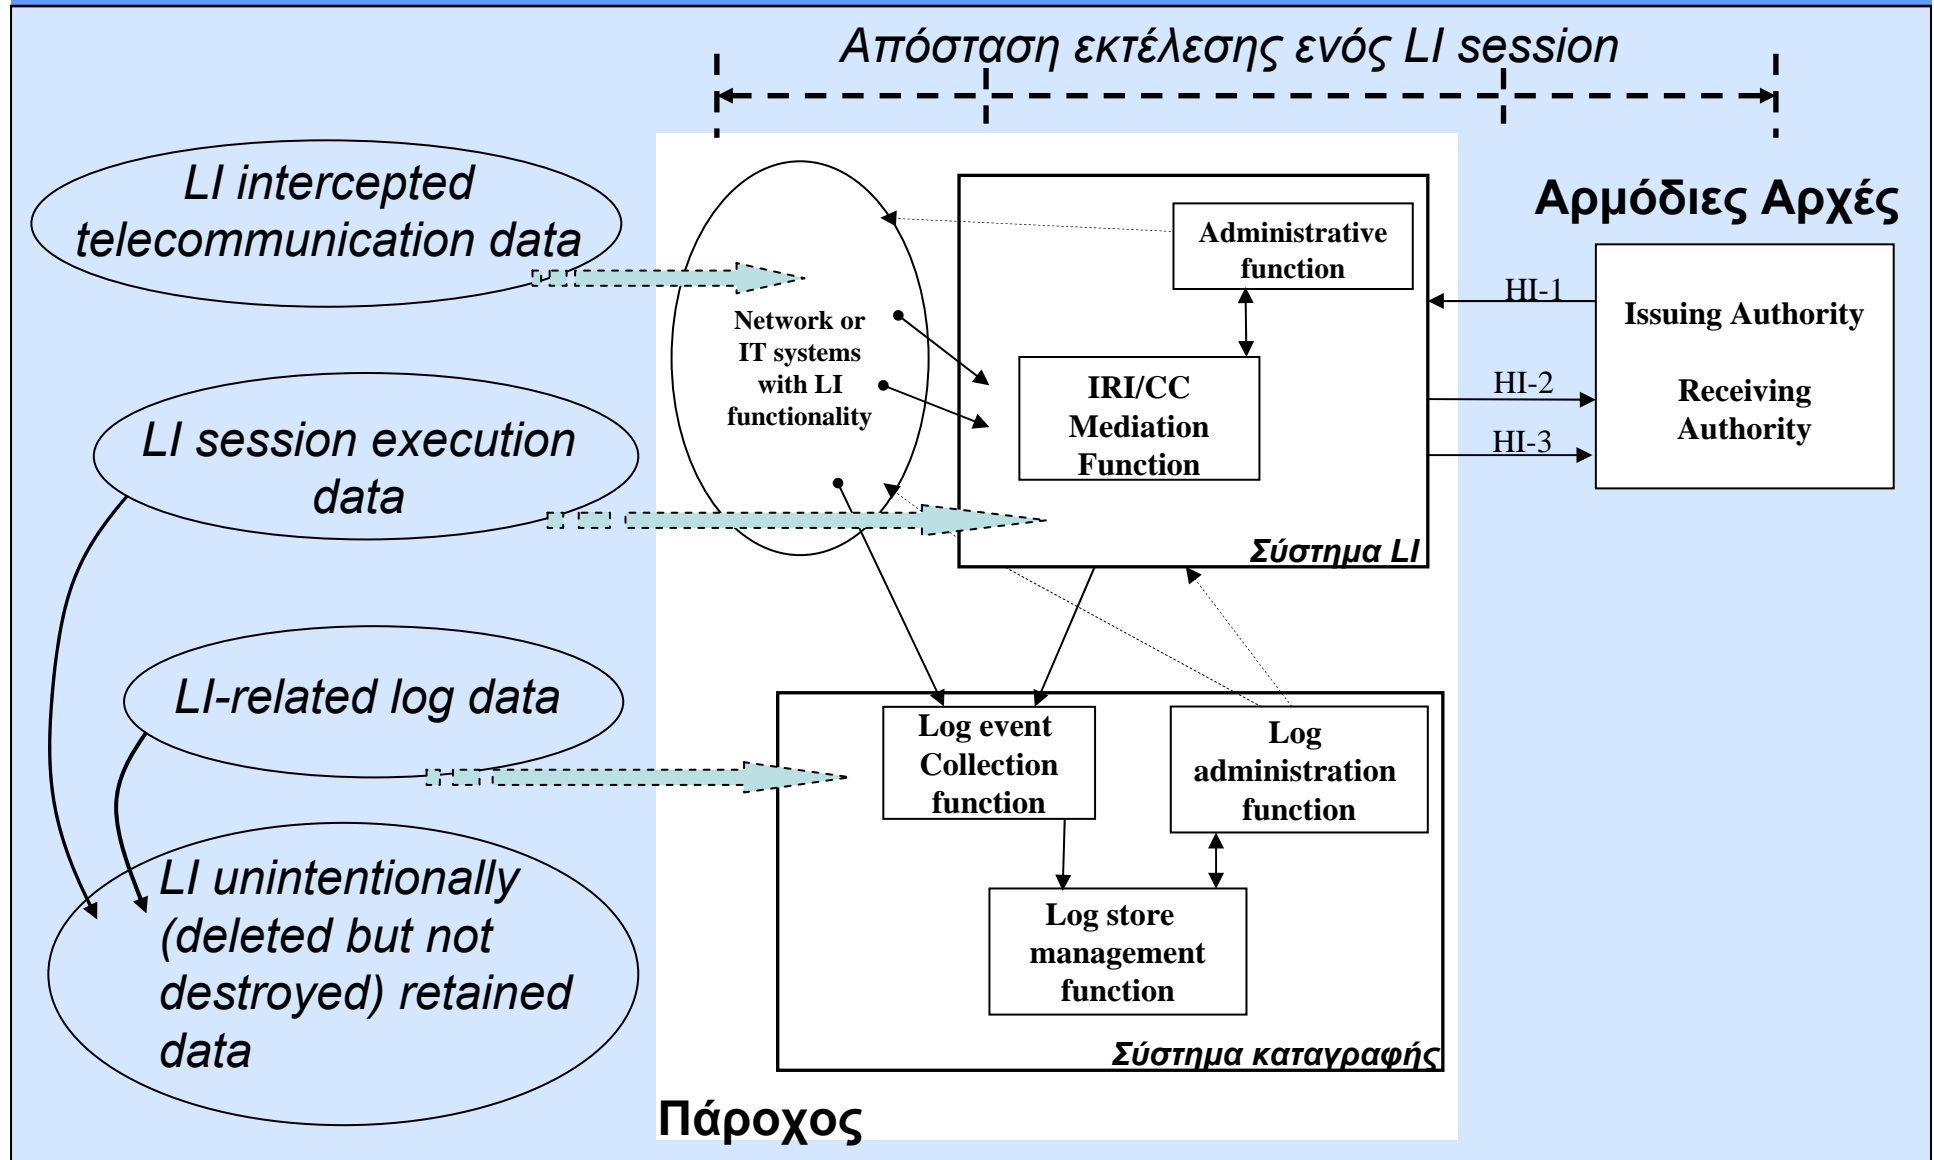 Απόσταση εκτέλεσης ενός LI session
LI intercepted
telecommunication data
LI session execution
data
LI-related log data
LI unintentionally
(deleted but not
destroyed) retained
data
Network or
IT systems
with LI
functionality
Administrative
function
IRI/CC
Mediation
Function
Σύστημα LI
Αρμόδιες Αρχές
HI-1
HI-2
HI-3
Issuing Authority
Receiving
Authority
Log event
Collection
function
Log
administration
function
Log store
management
function
Σύστημα καταγραφής
Πάροχος